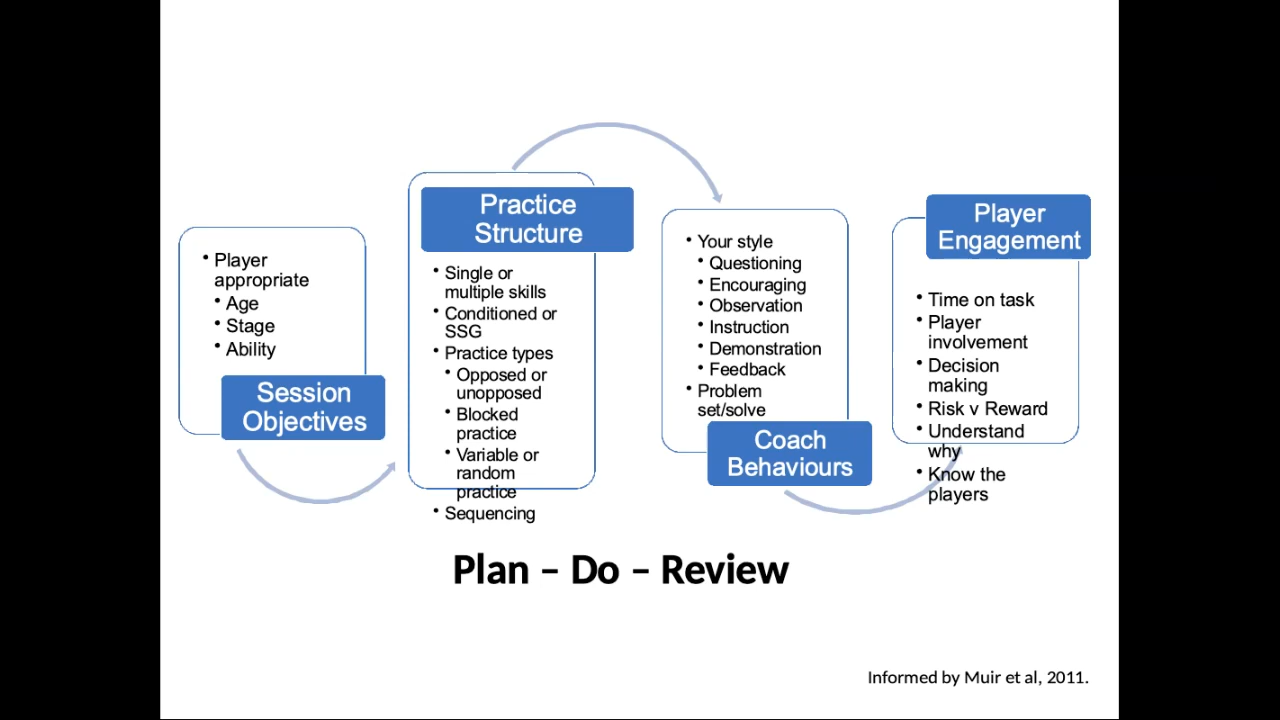 • Player
appropriate
• Age
• Stage
• Ability
Session
Objectives
Practice
Structure
• Single or
multiple skills
• Conditioned or
SSG
• Practice types
• Opposed or
unopposed
• Blocked
practice
• Variable or
random
practice
• Sequencing
• Your style
• Questioning
• Encouraging
• Observation
• Instruction
• Demonstration
• Feedback
• Problem
set/solve
Coach
Behaviours
Player
Engagement
• Time on task
• Player
involvement
• Decision
making
• Risk v Reward
• Understand
why
• Know the
players
Plan – Do – Review
Informed by Muir et al, 2011.